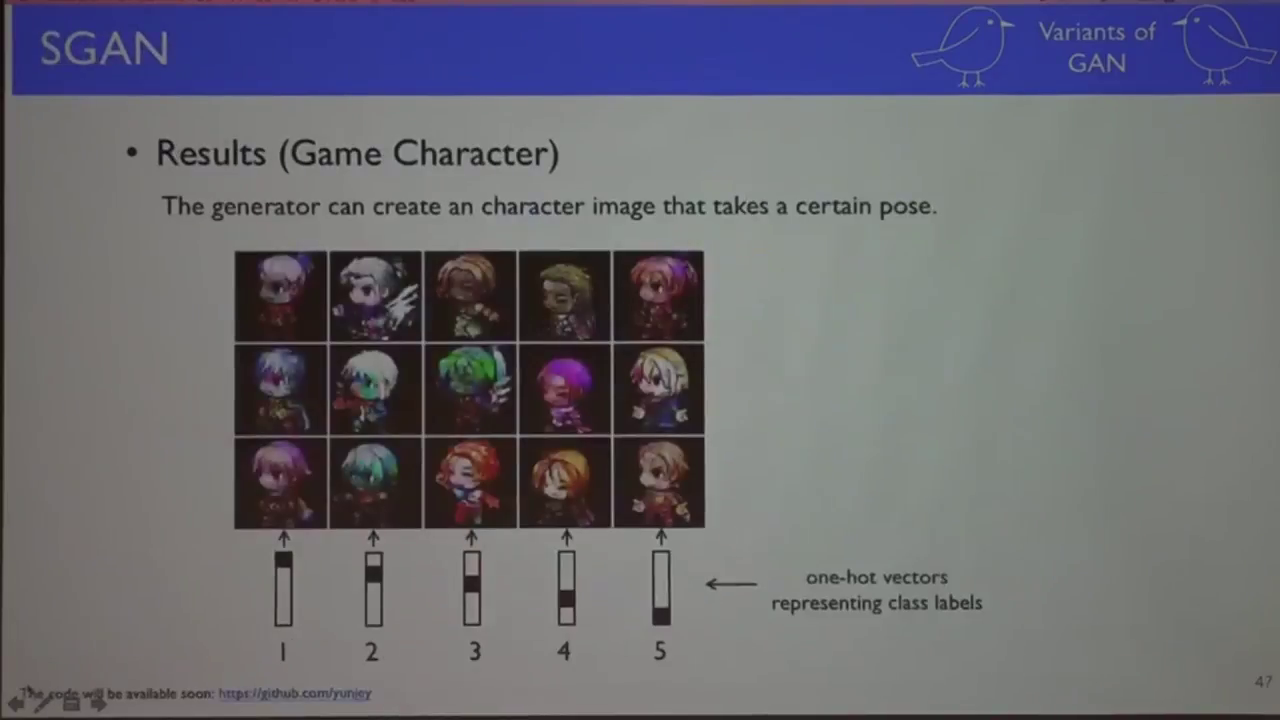 SGAN
Variants of
GAN
• Results (Game Character)
The generator can create an character image that takes a certain pose.
one-hot vectors
representing class labels
1 2 3 4 5
The code will be available soon: https://github.com/yunjey
47